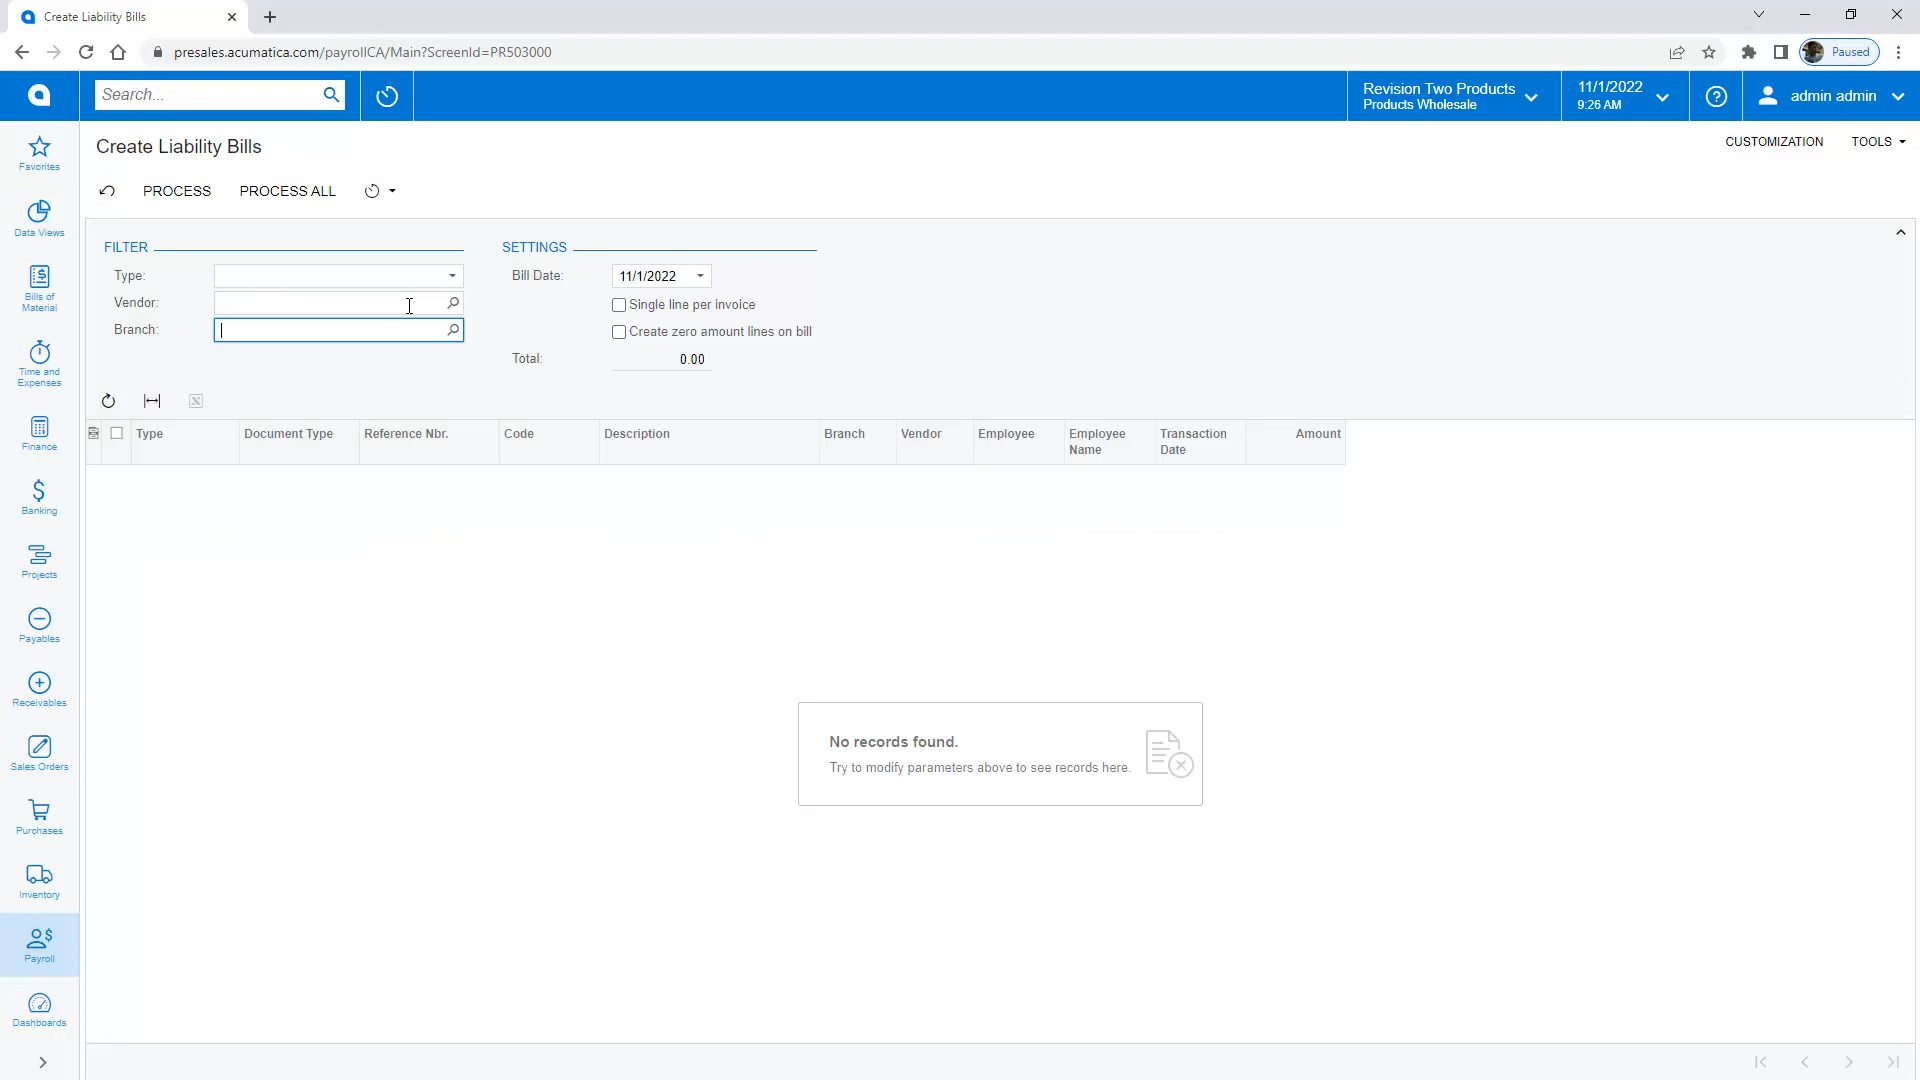 Create Liability Bills
presales.acumatica.com/payrollCA/Main?ScreenId=PR503000
Paused
Search...
Revision Two Products
Products Wholesale
11/1/2022
9:26 AM
admin admin
Favorites
Data Views
Bills of
Material
Time and
Expenses
Finance
Banking
Projects
Payables
Receivables
Sales Orders
Purchases
Inventory
Payroll
Dashboards
Create Liability Bills
CUSTOMIZATION
TOOLS
PROCESS
PROCESS ALL
FILTER
Type:
Vendor:
Branch:
SETTINGS
Bill Date:
11/1/2022
Single line per invoice
Create zero amount lines on bill
Total:
0.00
Type
Document Type
Reference Nbr.
Code
Description
Branch
Vendor
Employee
Employee
Name
Transaction
Date
Amount
No records found.
Try to modify parameters above to see records here.